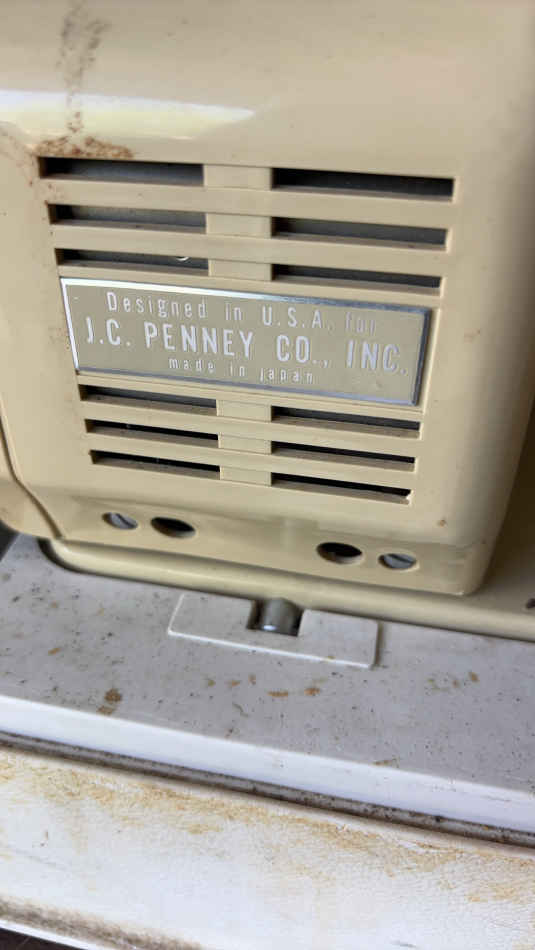 Designed in U.S.A. for
J.C. PENNEY CO., INC.
made in japan